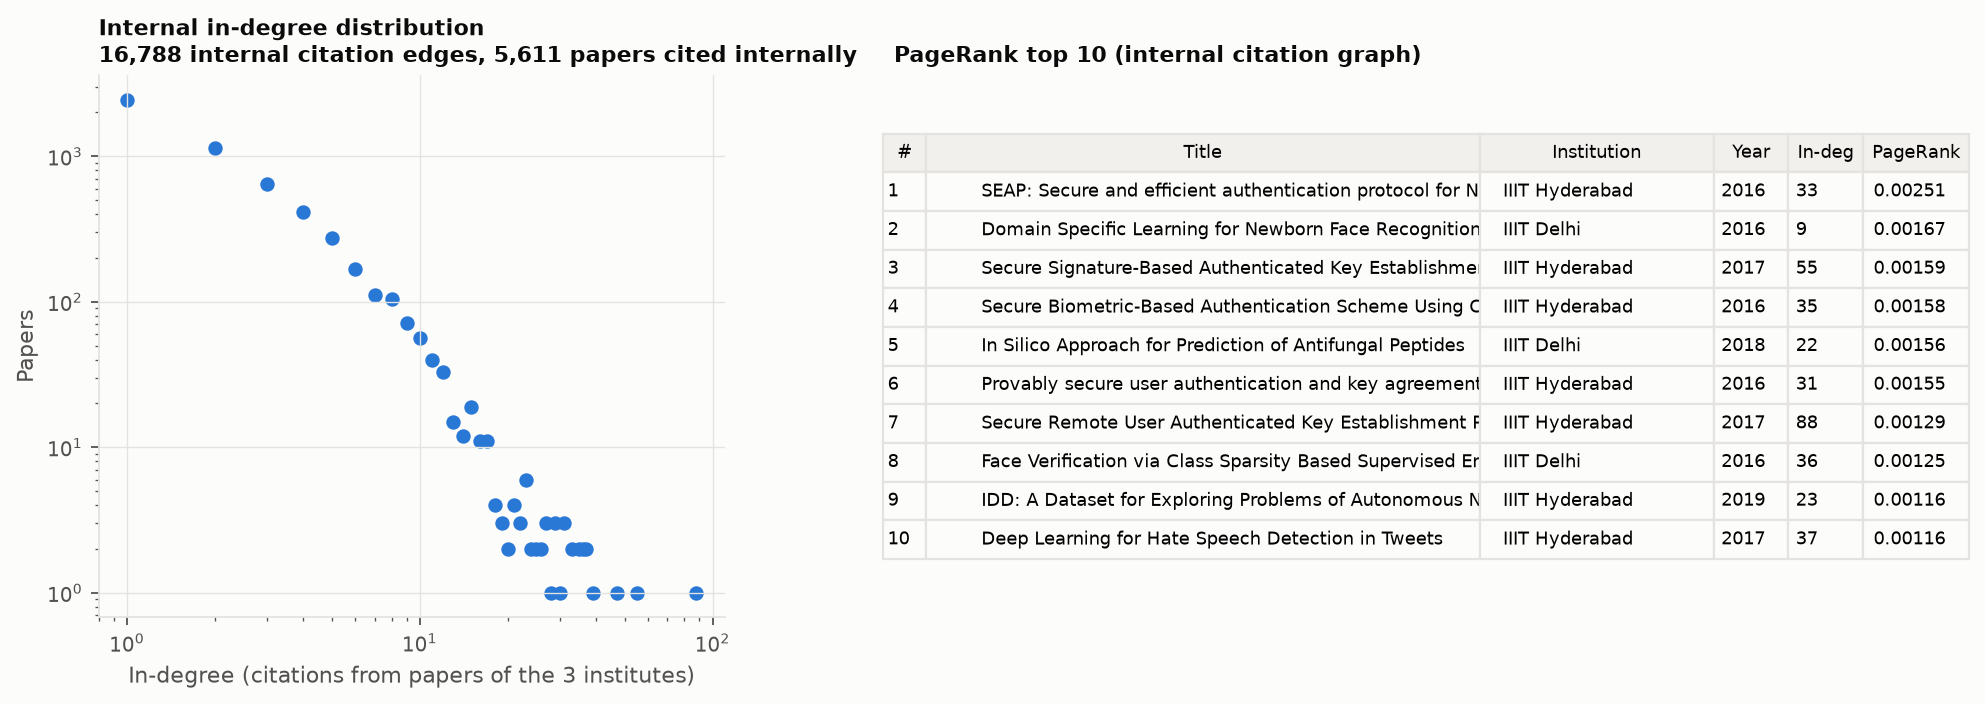 Internal in-degree distribution
16,788 internal citation edges, 5,611 papers cited internally
10³
10²
10¹
10⁰
Papers
10⁰ 10¹ 10²
In-degree (citations from papers of the 3 institutes)
PageRank top 10 (internal citation graph)
# Title Institution Year In-deg PageRank
1 SEAP: Secure and efficient authentication protocol for N IIIT Hyderabad 2016 33 0.00251
2 Domain Specific Learning for Newborn Face Recognition IIIT Delhi 2016 9 0.00167
3 Secure Signature-Based Authenticated Key Establishme IIIT Hyderabad 2017 55 0.00159
4 Secure Biometric-Based Authentication Scheme Using C IIIT Hyderabad 2016 35 0.00158
5 In Silico Approach for Prediction of Antifungal Peptides IIIT Delhi 2018 22 0.00156
6 Provably secure user authentication and key agreement IIIT Hyderabad 2016 31 0.00155
7 Secure Remote User Authenticated Key Establishment P IIIT Hyderabad 2017 88 0.00129
8 Face Verification via Class Sparsity Based Supervised En IIIT Delhi 2016 36 0.00125
9 IDD: A Dataset for Exploring Problems of Autonomous N IIIT Hyderabad 2019 23 0.00116
10 Deep Learning for Hate Speech Detection in Tweets IIIT Hyderabad 2017 37 0.00116